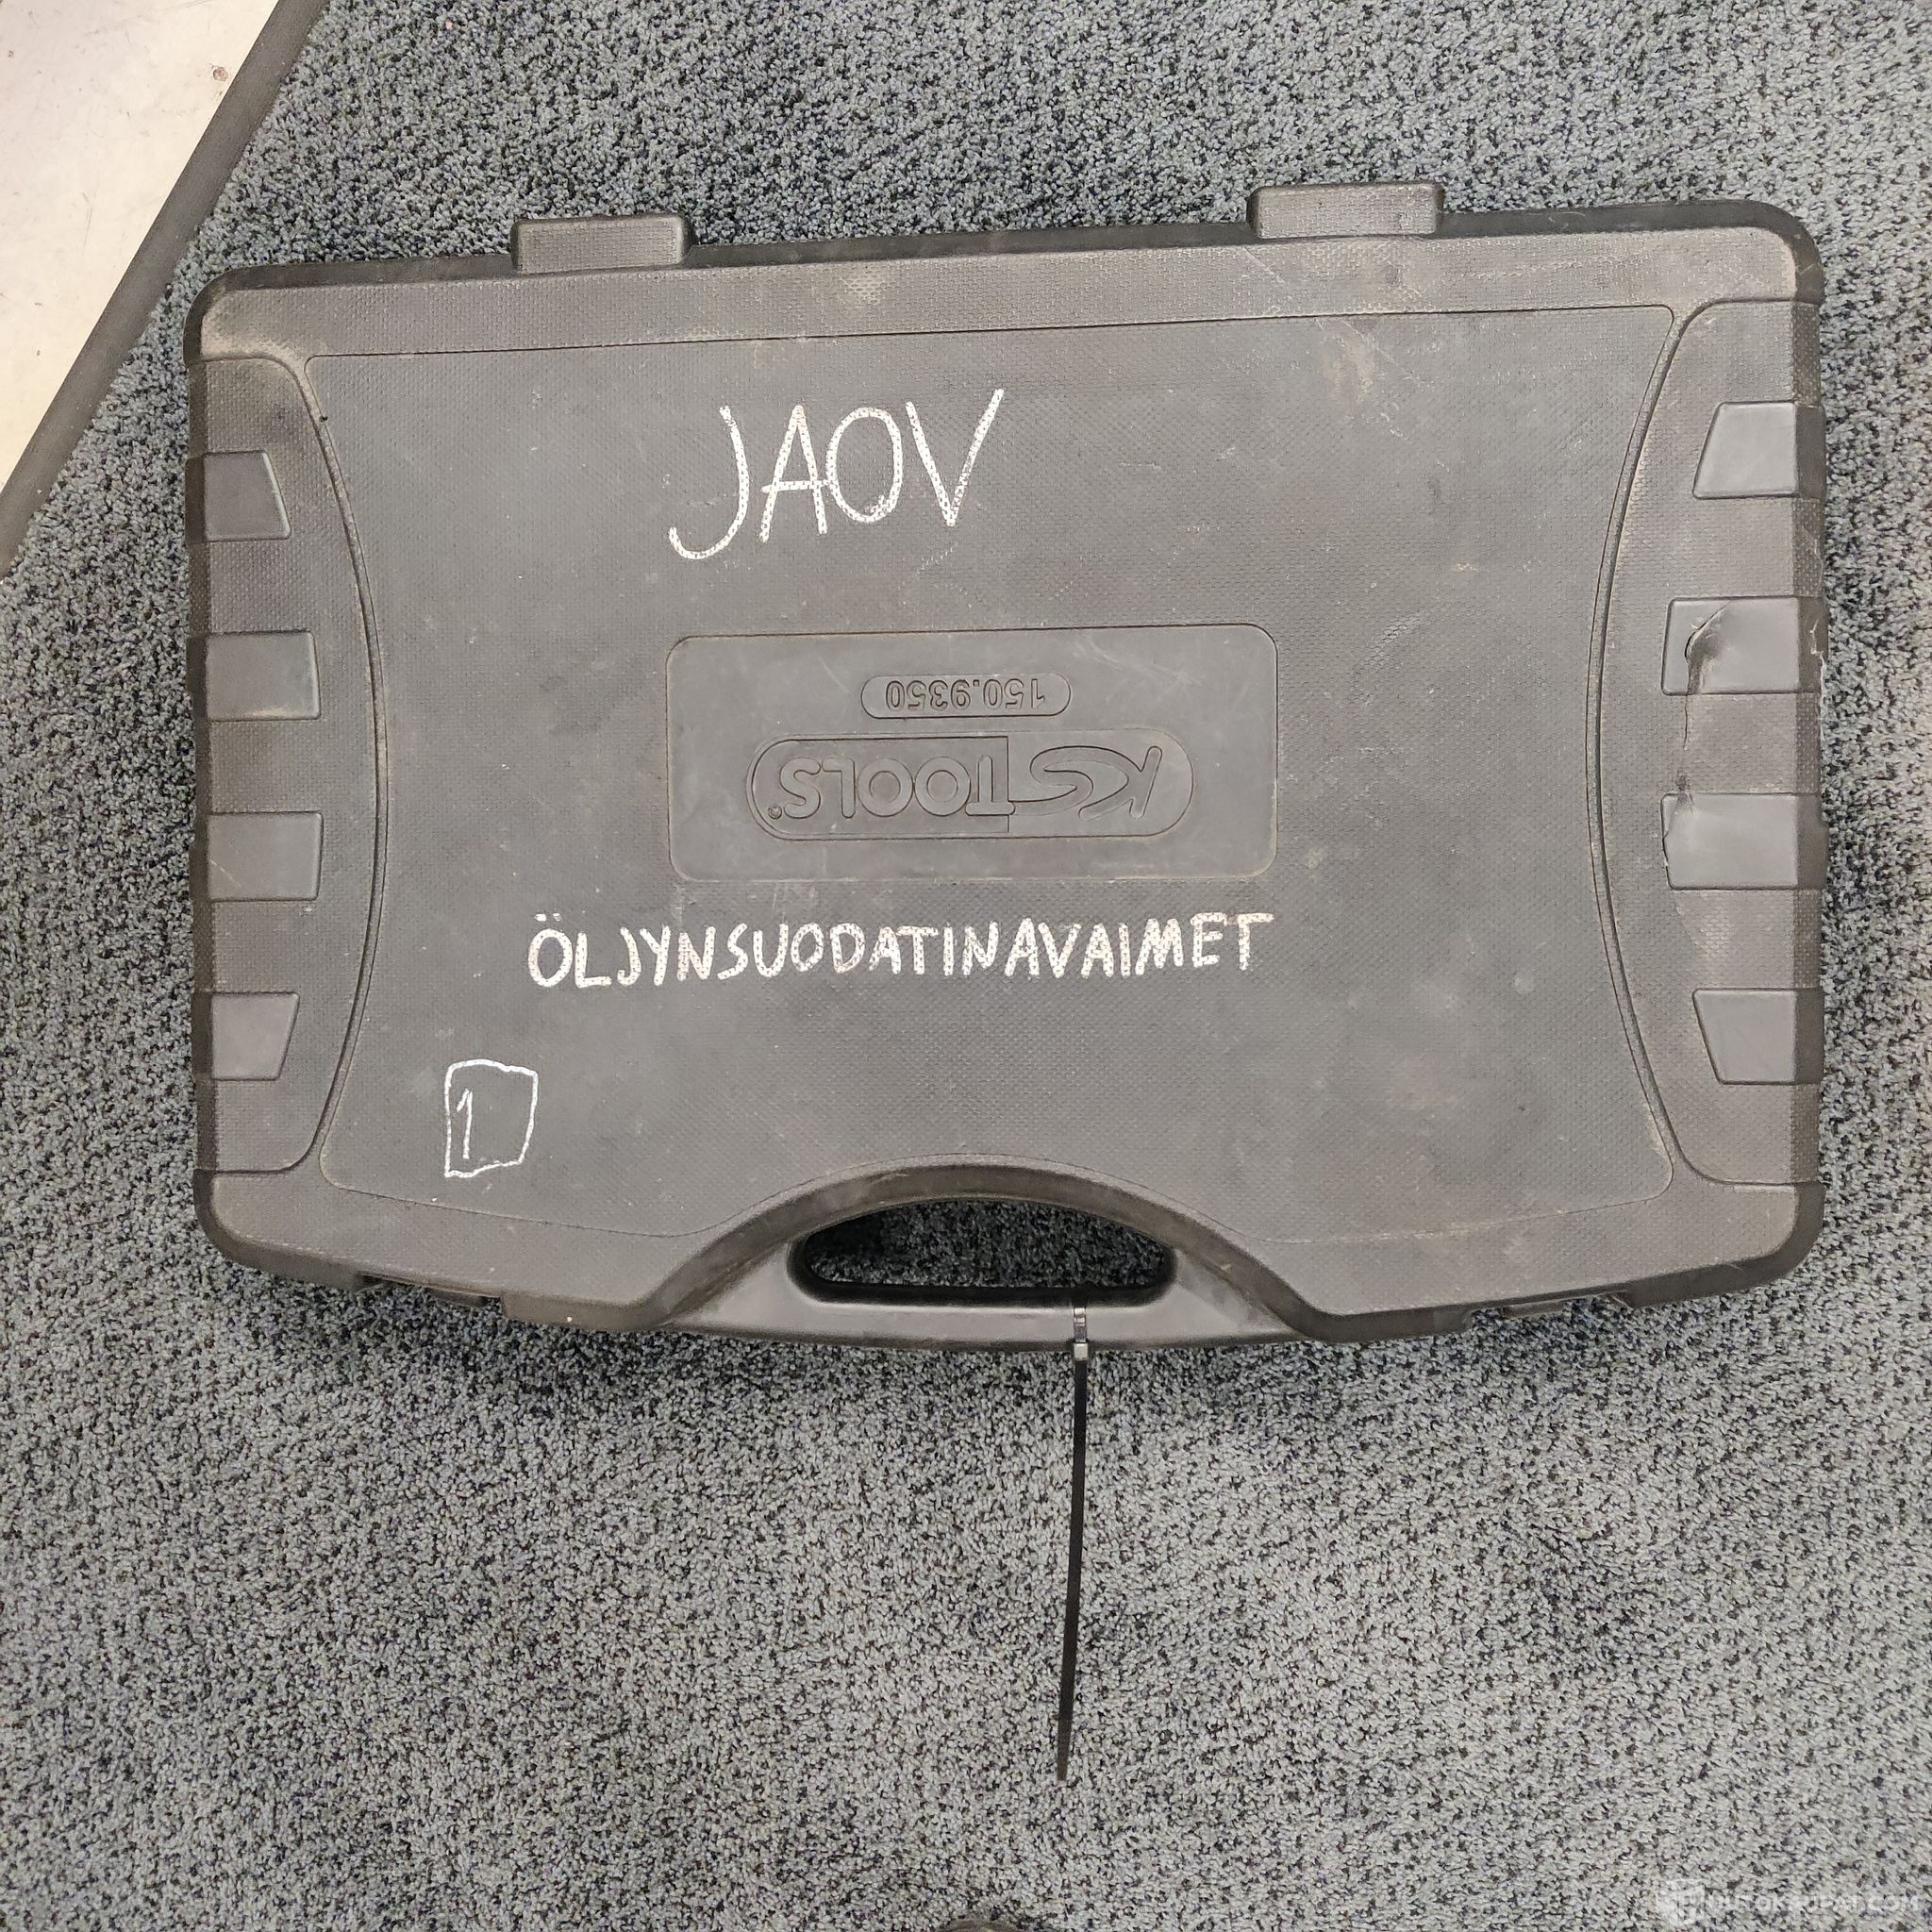 JAOV
150.9350
KS TOOLS®
ÖLJYNSUODATINAVAIMET
1